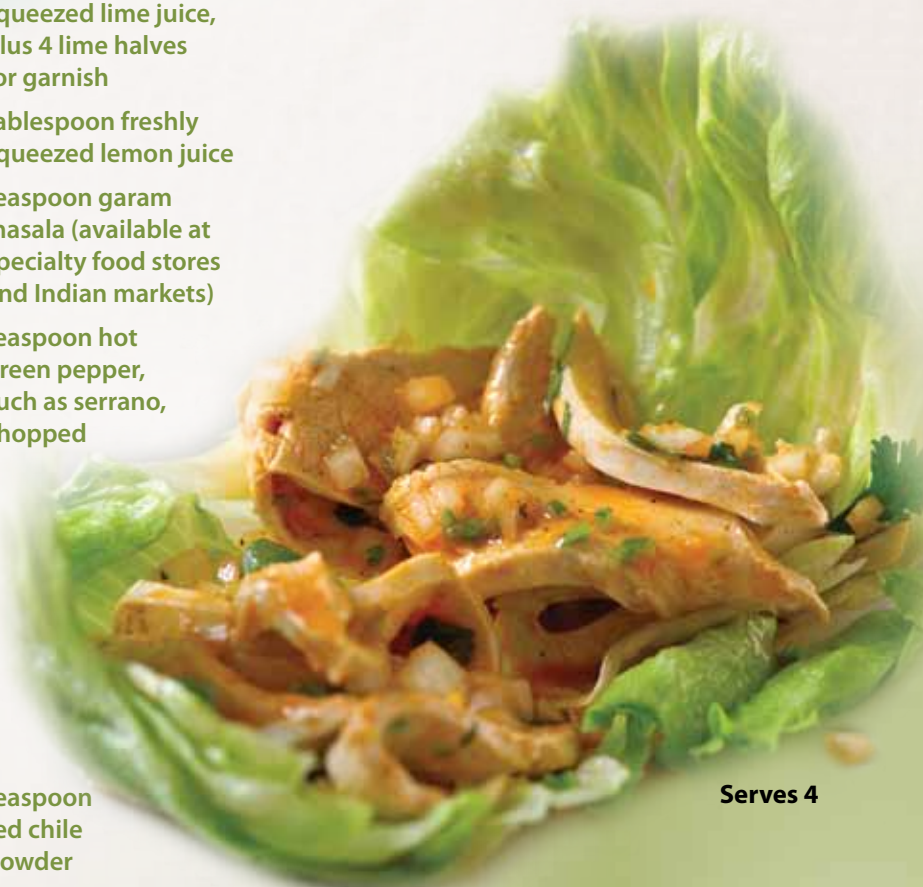 queezed lime juice,
lus 4 lime halves
or garnish
ablespoon freshly
queezed lemon juice
easpoon garam
nasala (available at
pecialty food stores
nd Indian markets)
easpoon hot
reen pepper,
uch as serrano,
hopped
easpoon
ed chile
owder
Serves 4